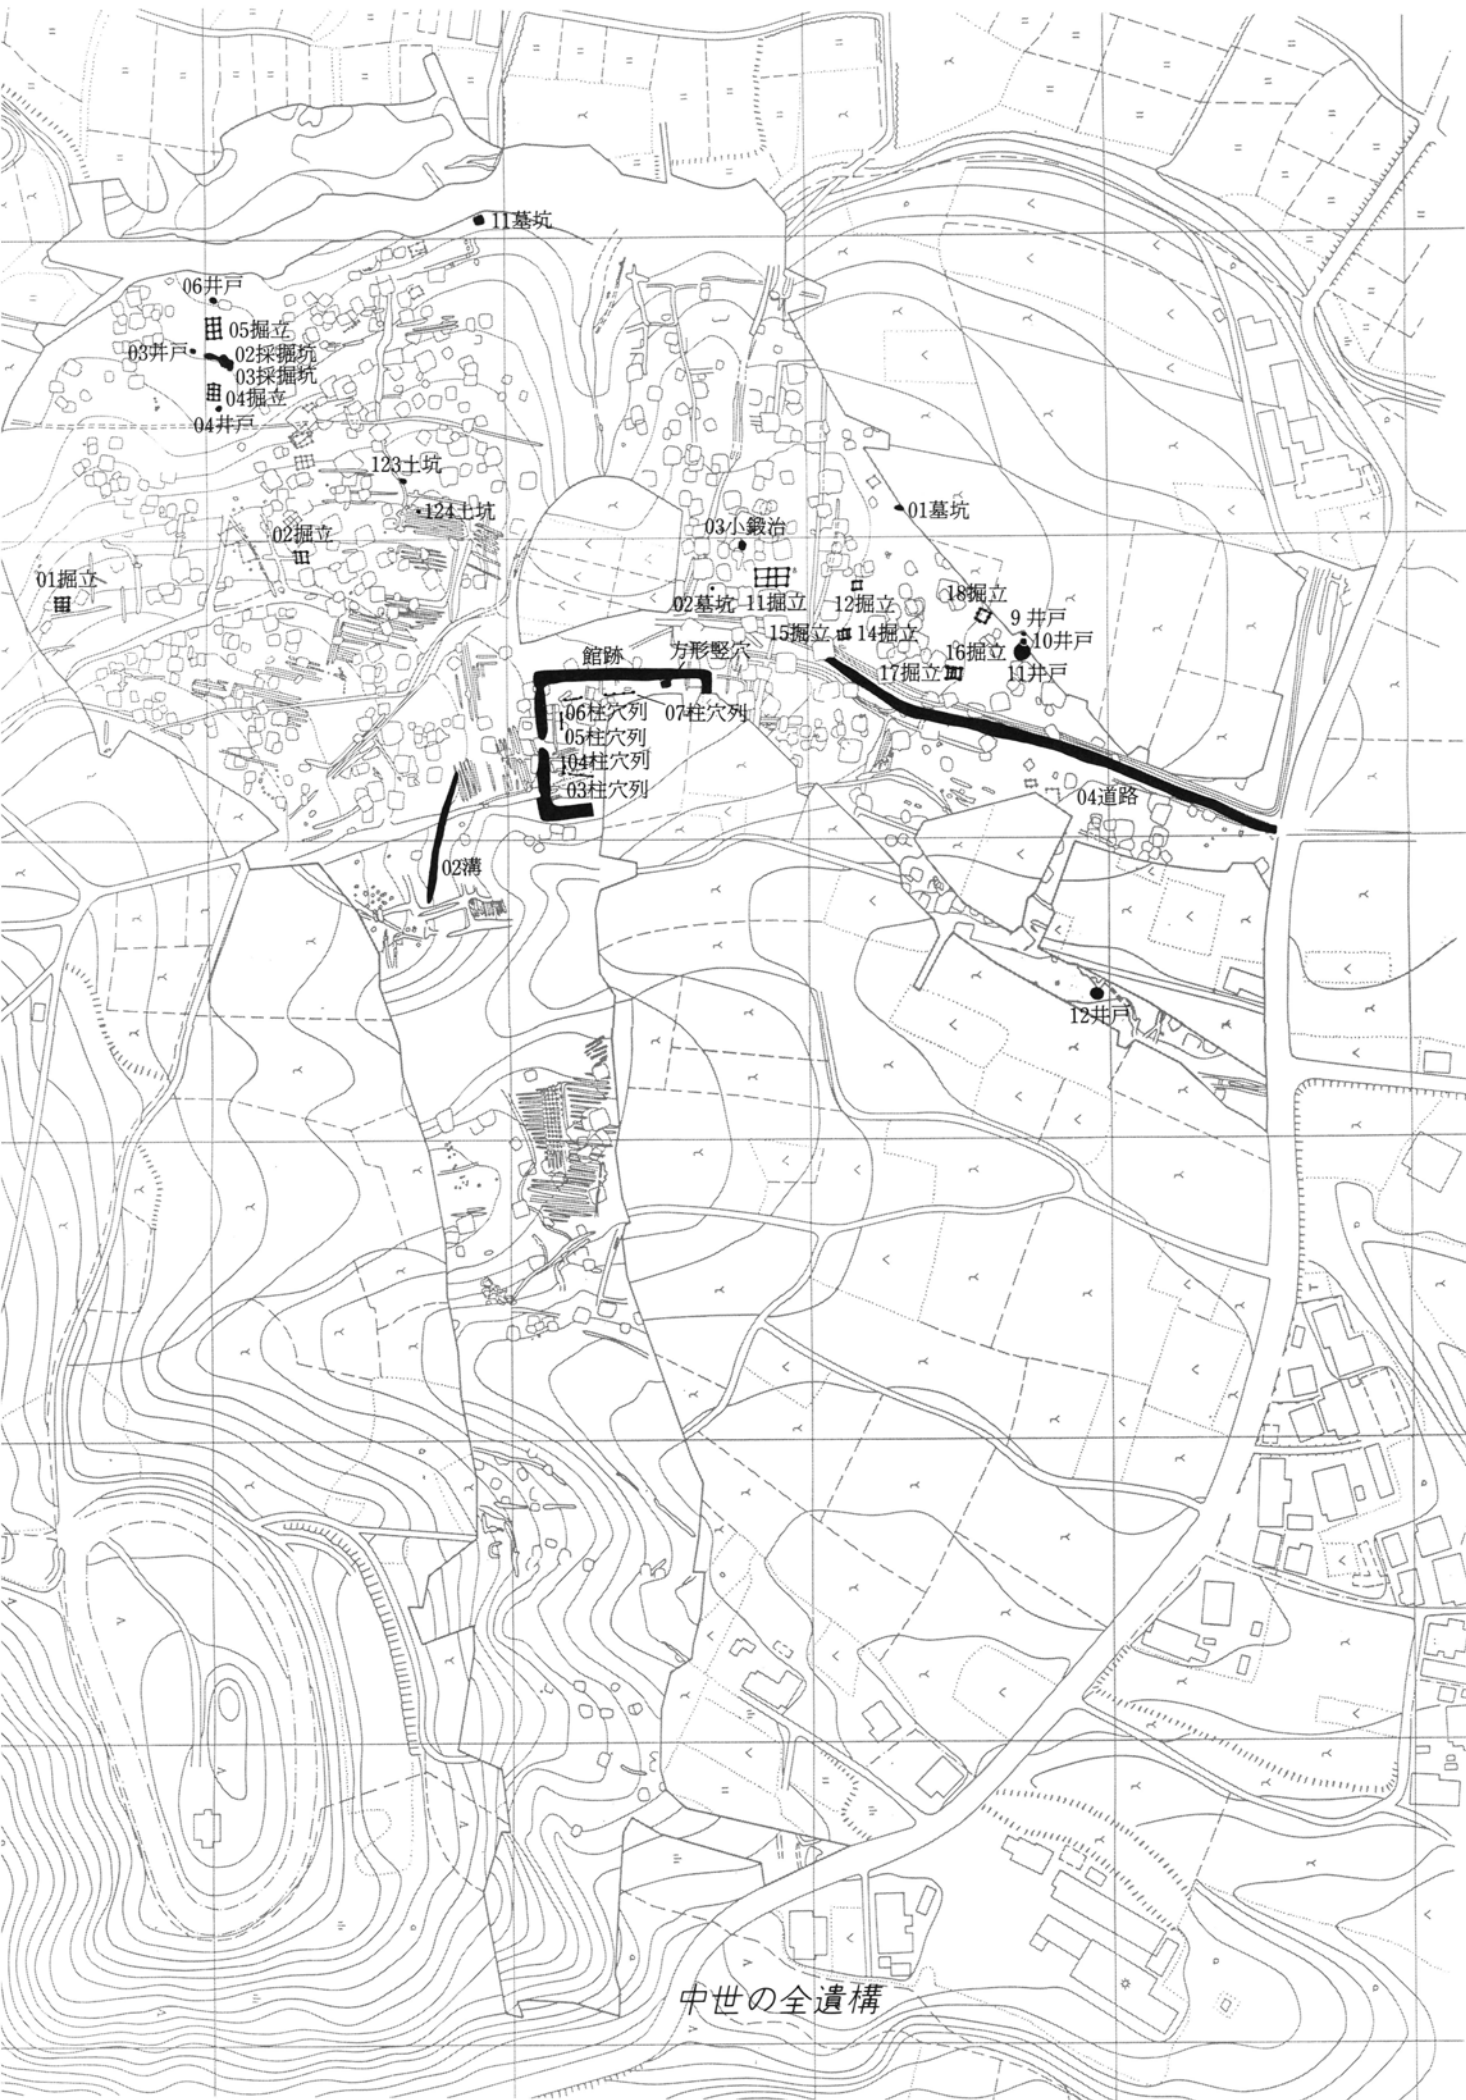 11墓坑
06井戸
05掘立
03井戸
02採掘坑
03採掘坑
04掘立
04井戸
123土坑
124土坑
01墓坑
03小鍛冶
02掘立
01掘立
02墓坑
11掘立
12掘立
18掘立
9井戸
10井戸
15掘立
14掘立
16掘立
11井戸
17掘立
館跡
方形竪穴
06柱穴列
07柱穴列
05柱穴列
04柱穴列
03柱穴列
04道路
02溝
12井戸
中世の全遺構